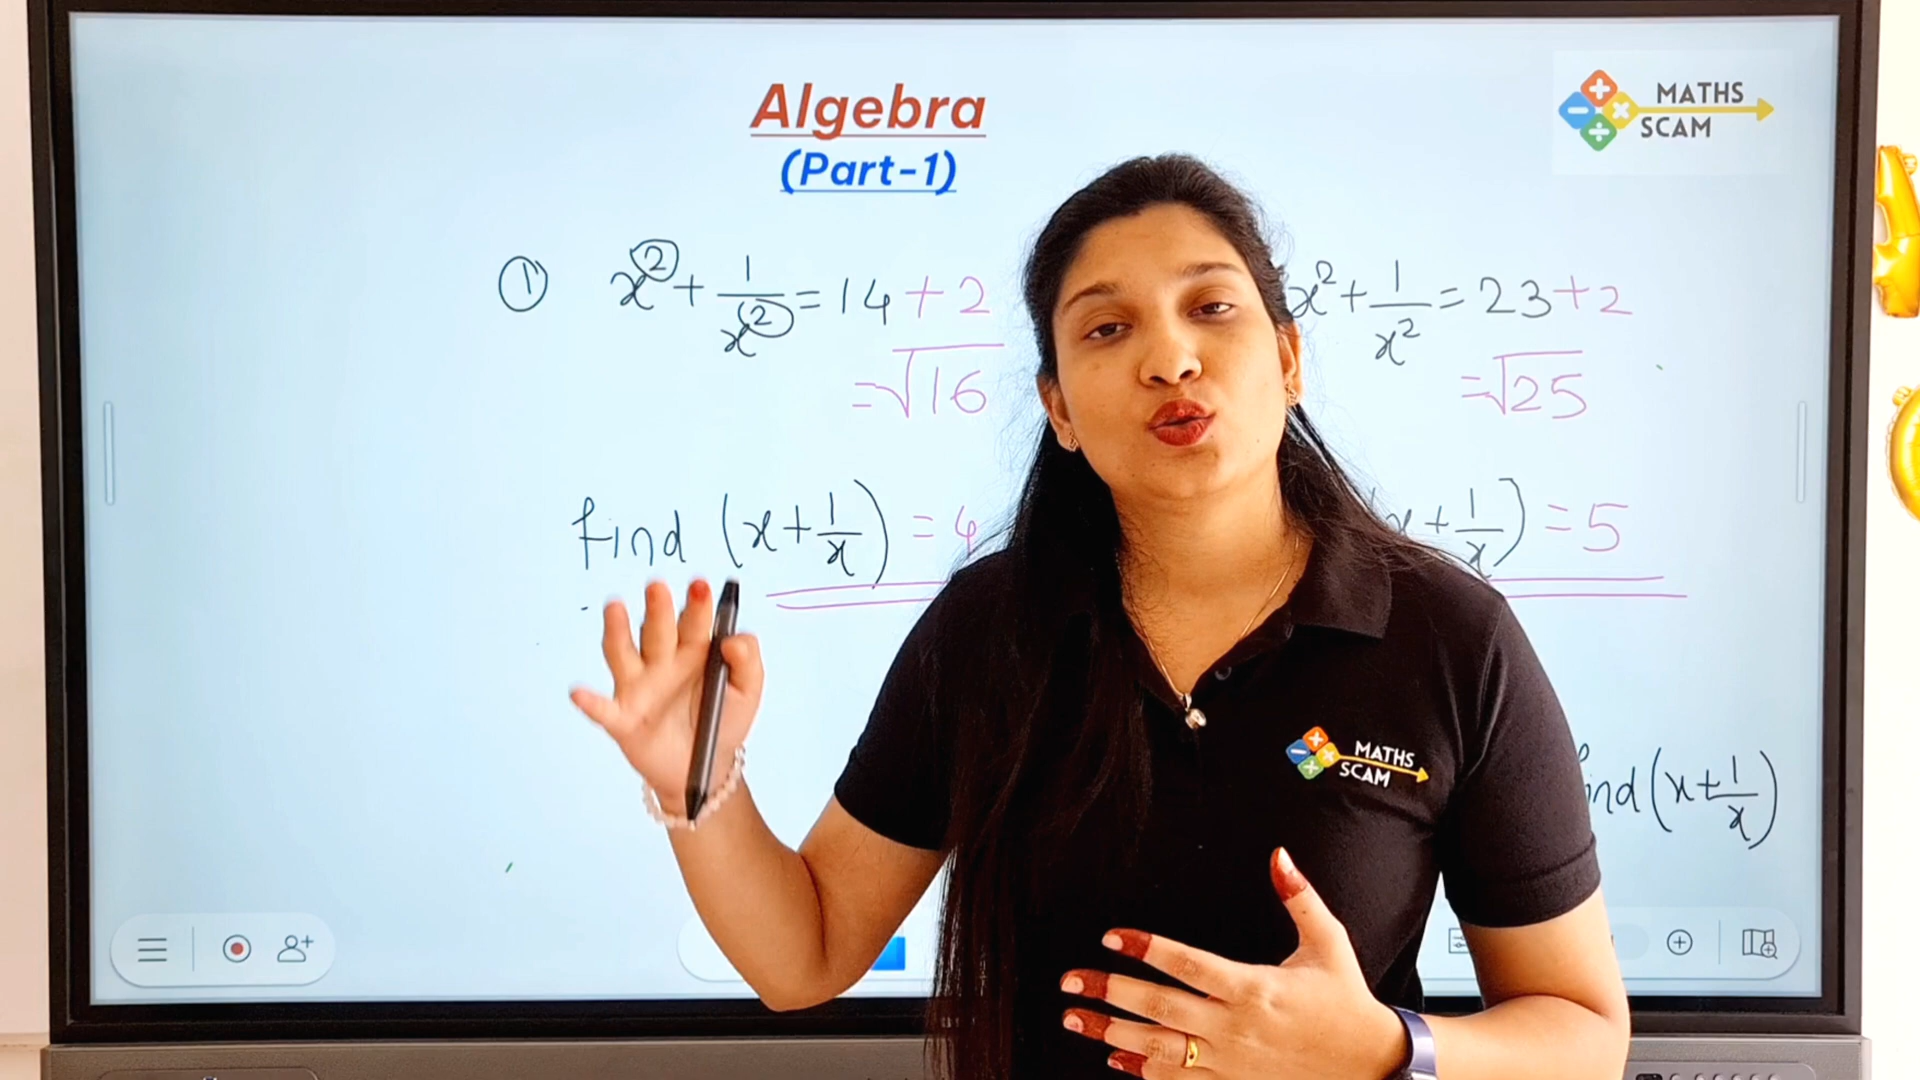 Algebra
(Part-1)
MATHS
SCAM
① x² + 1/x² = 14 + 2
= √16
find (x + 1/x) = 4
x² + 1/x² = 23 + 2
= √25
x + 1/x) = 5
find (x + 1/x)
MATHS
SCAM